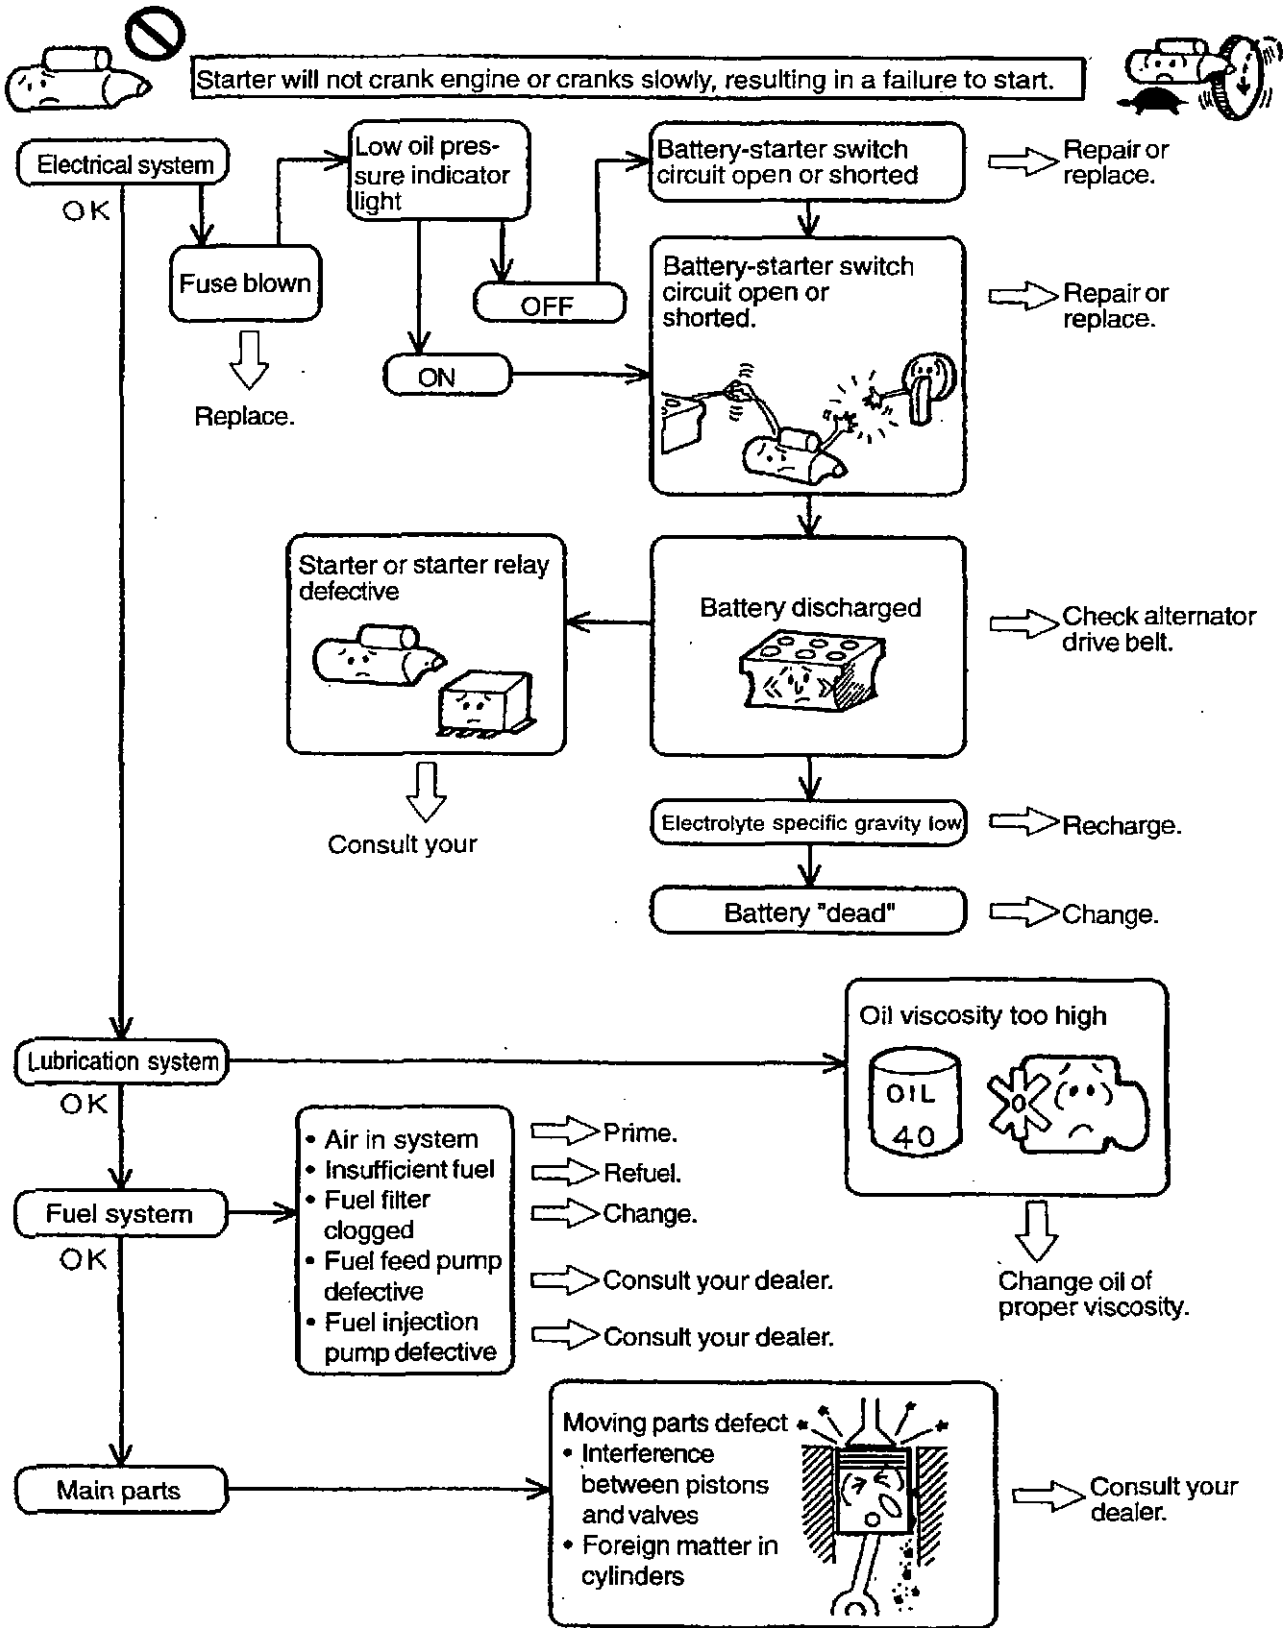 Starter will not crank engine or cranks slowly, resulting in a failure to start.
Electrical system
OK
Fuse blown
Replace.
Low oil pres-
sure indicator
light
OFF
ON
Battery-starter switch
circuit open or shorted
Repair or
replace.
Battery-starter switch
circuit open or
shorted.
Repair or
replace.
Starter or starter relay
defective
Consult your
Battery discharged
Check alternator
drive belt.
Electrolyte specific gravity low
Recharge.
Battery "dead"
Change.
Lubrication system
OK
Oil viscosity too high
OIL
40
Change oil of
proper viscosity.
Fuel system
OK
• Air in system
Prime.
• Insufficient fuel
Refuel.
• Fuel filter
clogged
Change.
• Fuel feed pump
defective
Consult your dealer.
• Fuel injection
pump defective
Consult your dealer.
Main parts
Moving parts defect
• Interference
between pistons
and valves
• Foreign matter in
cylinders
Consult your
dealer.